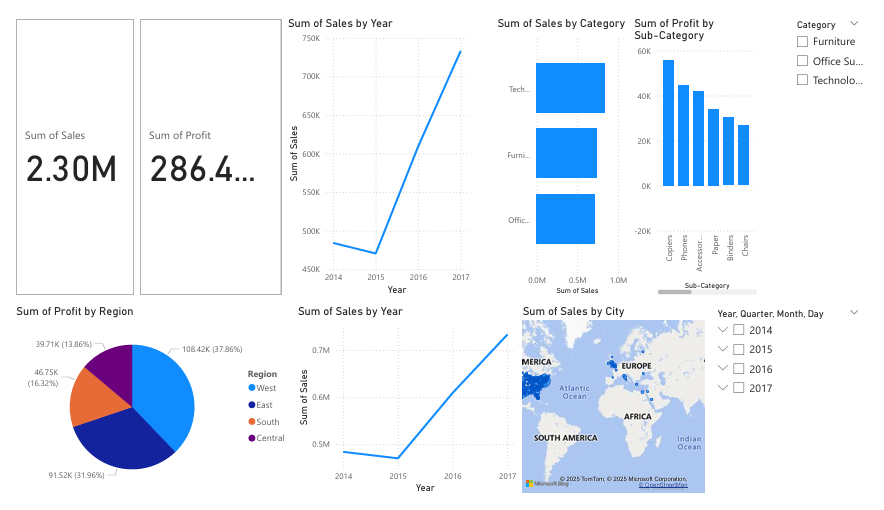 Sum of Sales
2.30M
Sum of Profit
286.4...
Sum of Sales by Year
750K
700K
650K
600K
550K
500K
450K
Sum of Sales
2014
2015
2016
2017
Year
Sum of Sales by Category
Tech...
Furni...
Offic...
0.0M
0.5M
1.0M
Sum of Sales
Sum of Profit by
Sub-Category
60K
40K
20K
0K
-20K
Copiers
Phones
Accessor...
Paper
Binders
Chairs
Sub-Category
Category
Furniture
Office Su...
Technolo...
Sum of Profit by Region
39.71K (13.86%)
108.42K (37.86%)
46.75K
(16.32%)
91.52K (31.96%)
Region
West
East
South
Central
Sum of Sales by Year
0.7M
0.6M
0.5M
Sum of Sales
2014
2015
2016
2017
Year
Sum of Sales by City
MERICA
EUROPE
Atlantic
Ocean
AFRICA
SOUTH AMERICA
Indian
Ocean
A
Microsoft Bing
© 2025 TomTom, © 2025 Microsoft Corporation,
© OpenStreetMap
Year, Quarter, Month, Day
2014
2015
2016
2017